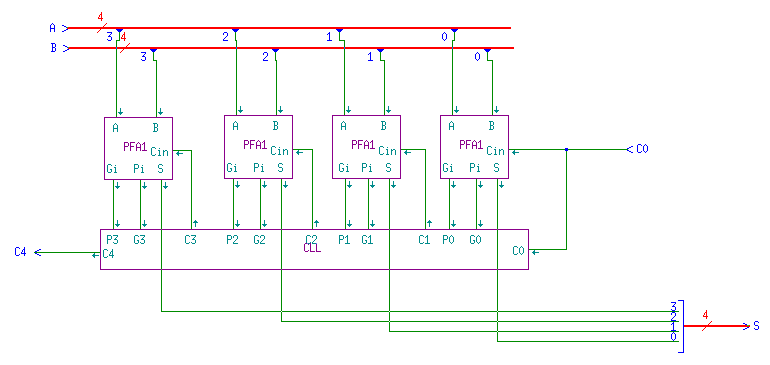 4
A
3 2 1 0
B 4
3 2 1 0
A B A B A B A B
PFA1 PFA1 PFA1 PFA1
Cin Cin Cin Cin C0
Gi Pi S Gi Pi S Gi Pi S Gi Pi S
P3 G3 C3 P2 G2 C2 P1 G1 C1 P0 G0
CLL
C4 C4 C0
3
2 4
1 S
0